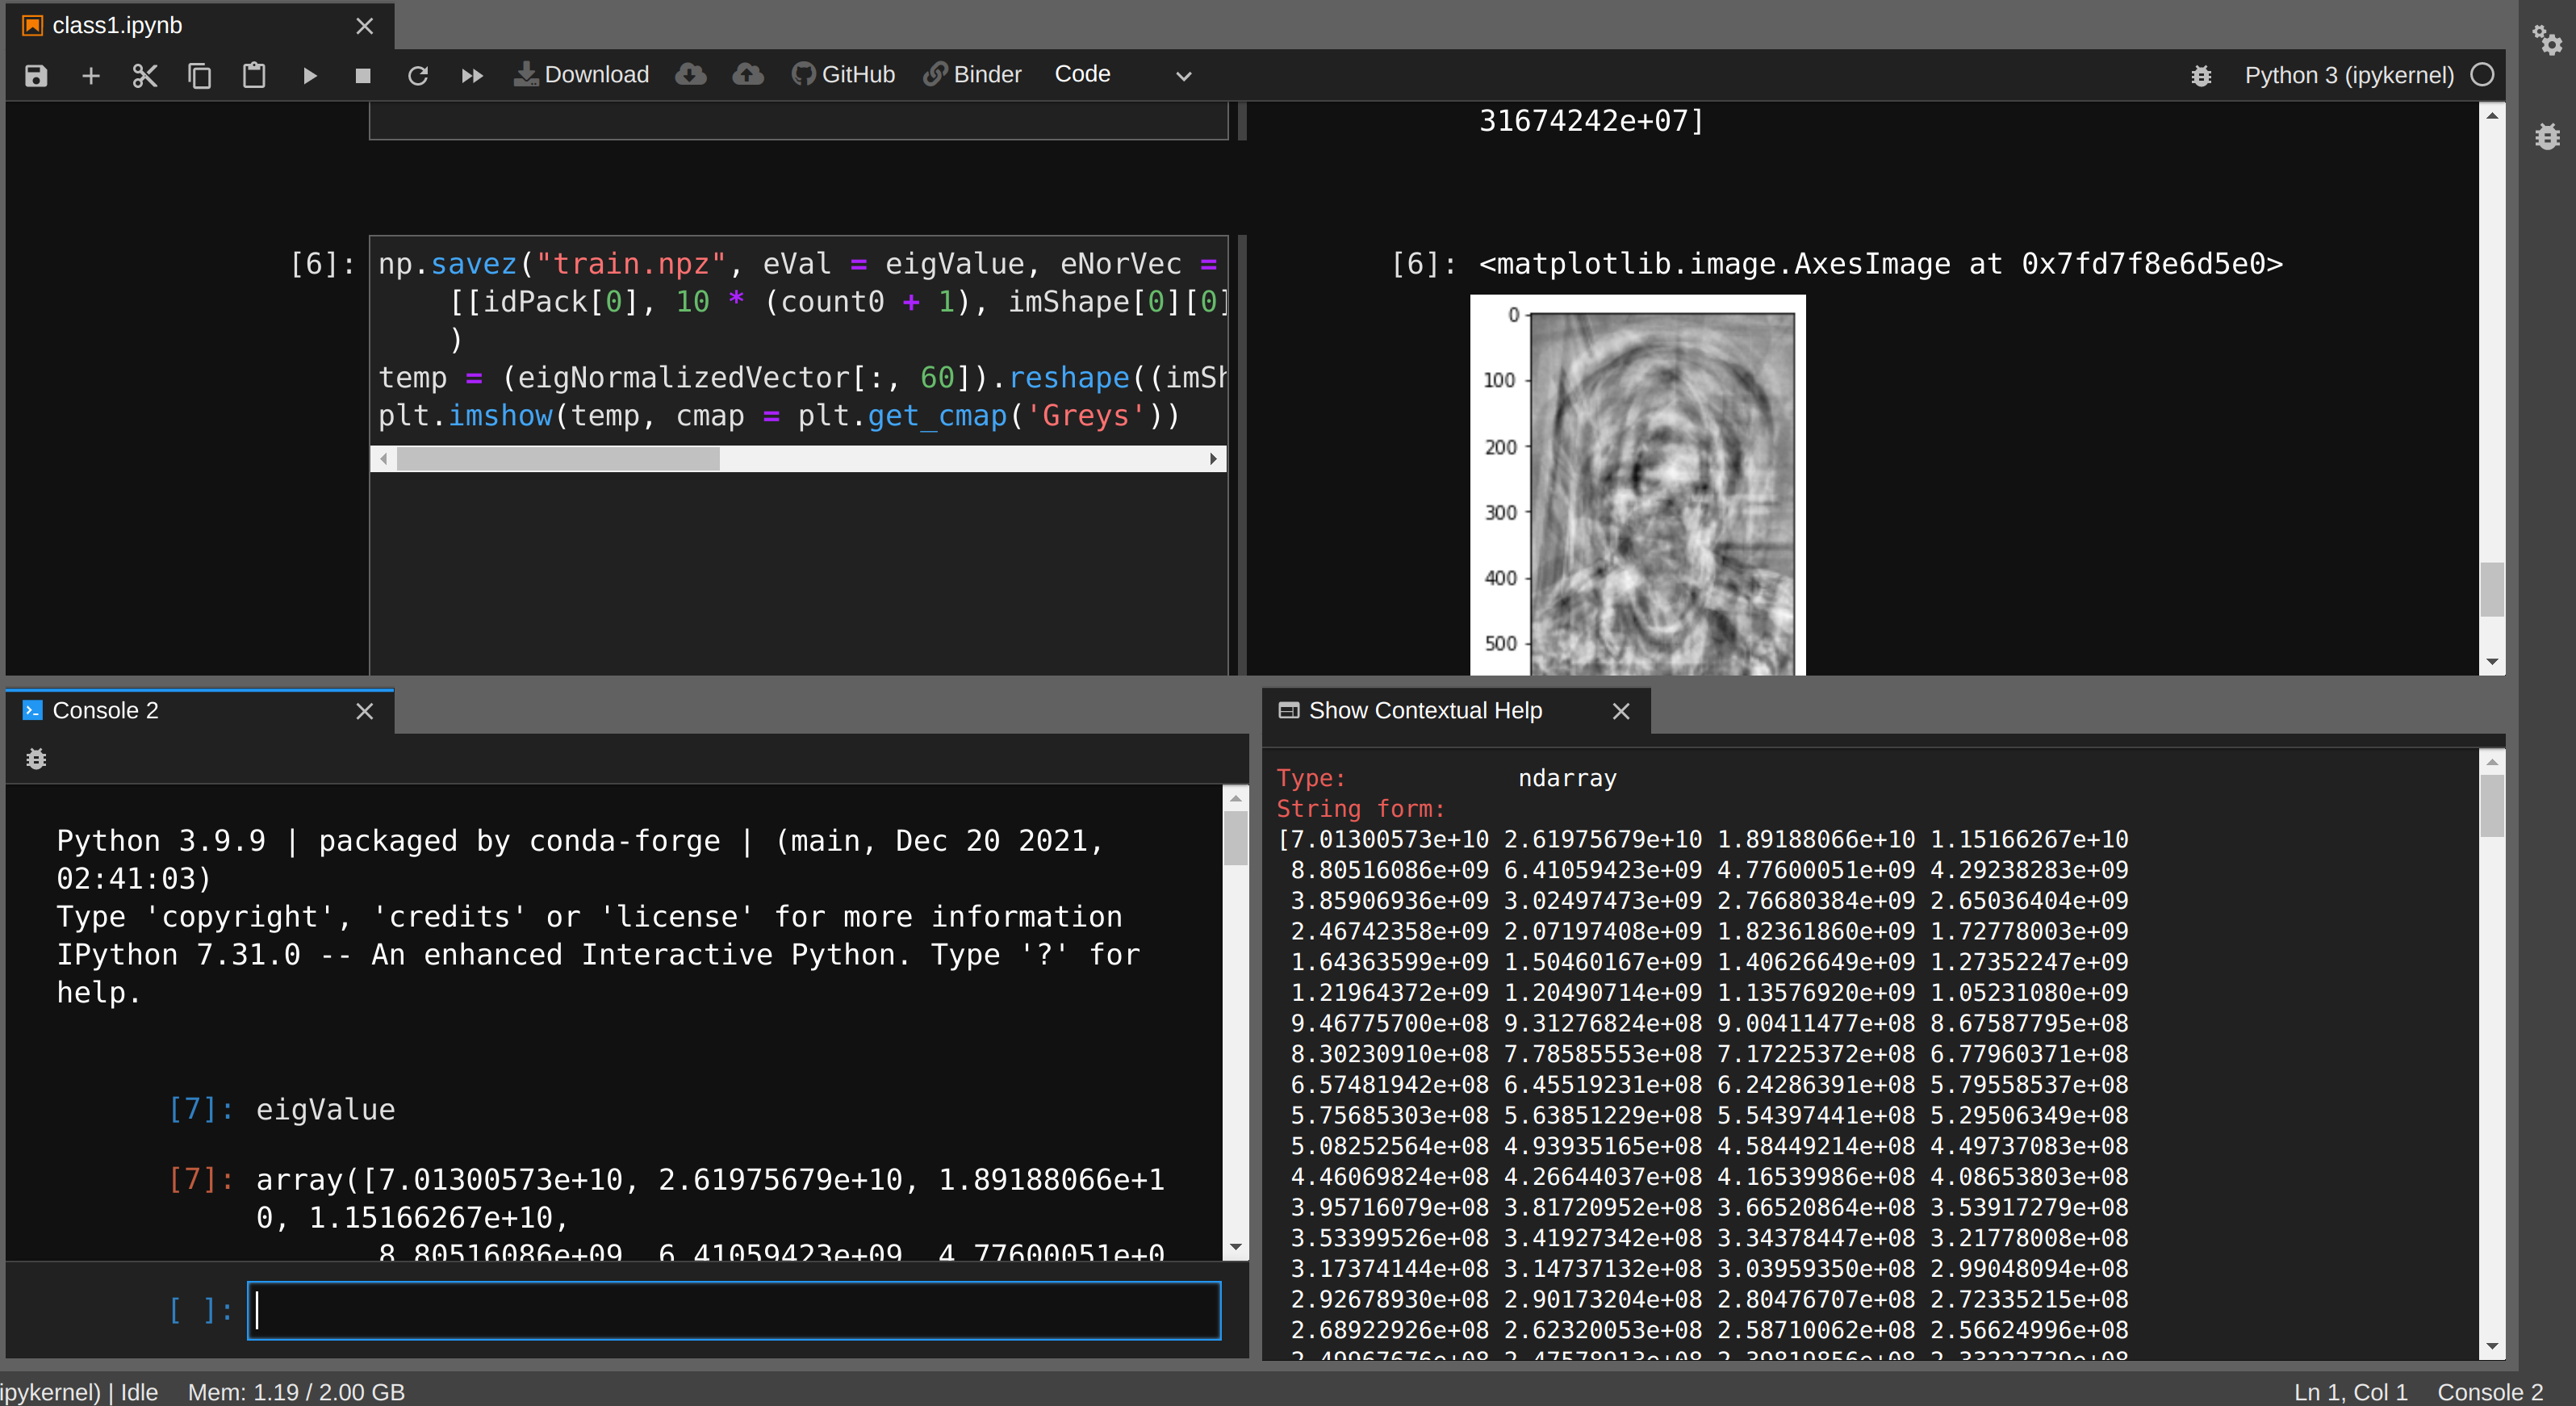 class1.ipynb
Download GitHub Binder Code Python 3 (ipykernel)
31674242e+07]
[6]: np.savez("train.npz", eVal = eigValue, eNorVec =
[[idPack[0], 10 * (count0 + 1), imShape[0][0]
)
temp = (eigNormalizedVector[:, 60]).reshape((imSh
plt.imshow(temp, cmap = plt.get_cmap('Greys'))
[6]: <matplotlib.image.AxesImage at 0x7fd7f8e6d5e0>
0
100
200
300
400
500
Console 2
Python 3.9.9 | packaged by conda-forge | (main, Dec 20 2021,
02:41:03)
Type 'copyright', 'credits' or 'license' for more information
IPython 7.31.0 -- An enhanced Interactive Python. Type '?' for
help.
[7]: eigValue
[7]: array([7.01300573e+10, 2.61975679e+10, 1.89188066e+1
0, 1.15166267e+10,
8.80516086e+09, 6.41059423e+09, 4.77600051e+0
[ ]:
Show Contextual Help
Type: ndarray
String form:
[7.01300573e+10 2.61975679e+10 1.89188066e+10 1.15166267e+10
8.80516086e+09 6.41059423e+09 4.77600051e+09 4.29238283e+09
3.85906936e+09 3.02497473e+09 2.76680384e+09 2.65036404e+09
2.46742358e+09 2.07197408e+09 1.82361860e+09 1.72778003e+09
1.64363599e+09 1.50460167e+09 1.40626649e+09 1.27352247e+09
1.21964372e+09 1.20490714e+09 1.13576920e+09 1.05231080e+09
9.46775700e+08 9.31276824e+08 9.00411477e+08 8.67587795e+08
8.30230910e+08 7.78585553e+08 7.17225372e+08 6.77960371e+08
6.57481942e+08 6.45519231e+08 6.24286391e+08 5.79558537e+08
5.75685303e+08 5.63851229e+08 5.54397441e+08 5.29506349e+08
5.08252564e+08 4.93935165e+08 4.58449214e+08 4.49737083e+08
4.46069824e+08 4.26644037e+08 4.16539986e+08 4.08653803e+08
3.95716079e+08 3.81720952e+08 3.66520864e+08 3.53917279e+08
3.53399526e+08 3.41927342e+08 3.34378447e+08 3.21778008e+08
3.17374144e+08 3.14737132e+08 3.03959350e+08 2.99048094e+08
2.92678930e+08 2.90173204e+08 2.80476707e+08 2.72335215e+08
2.68922926e+08 2.62320053e+08 2.58710062e+08 2.56624996e+08
ipykernel) | Idle Mem: 1.19 / 2.00 GB Ln 1, Col 1 Console 2